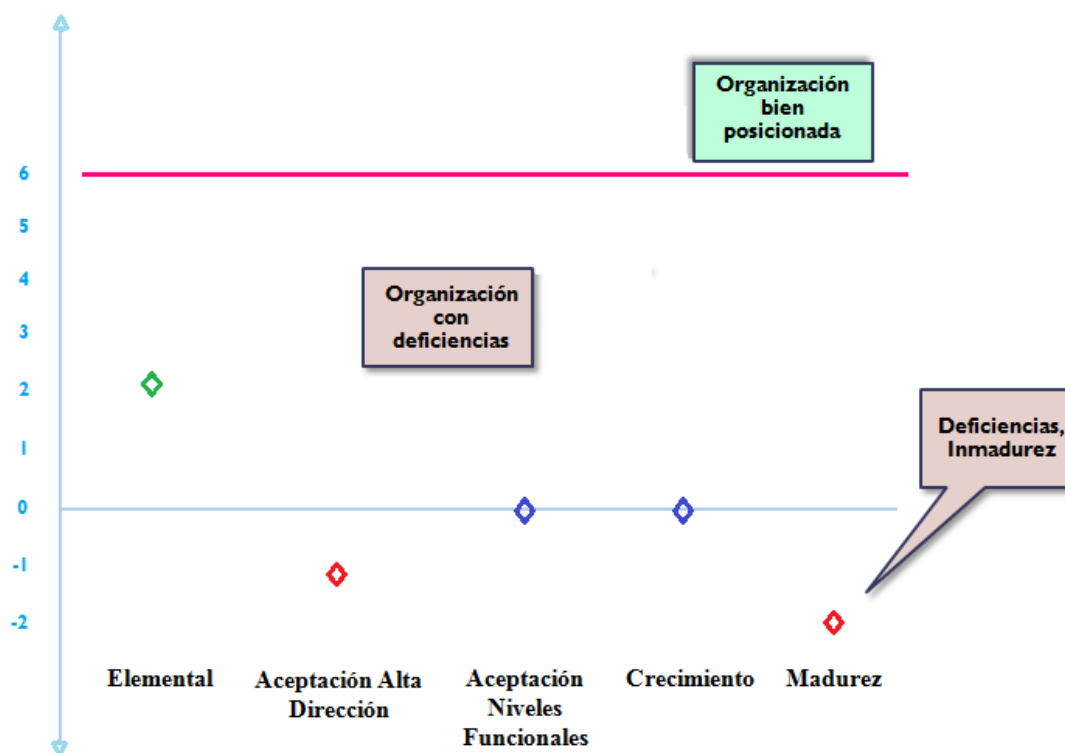 Organización
bien
posicionada
6
5
4
Organización
con
deficiencias
3
2
1
Deficiencias,
Inmadurez
0
-1
-2
Elemental
Aceptación Alta
Dirección
Aceptación
Niveles
Funcionales
Crecimiento
Madurez